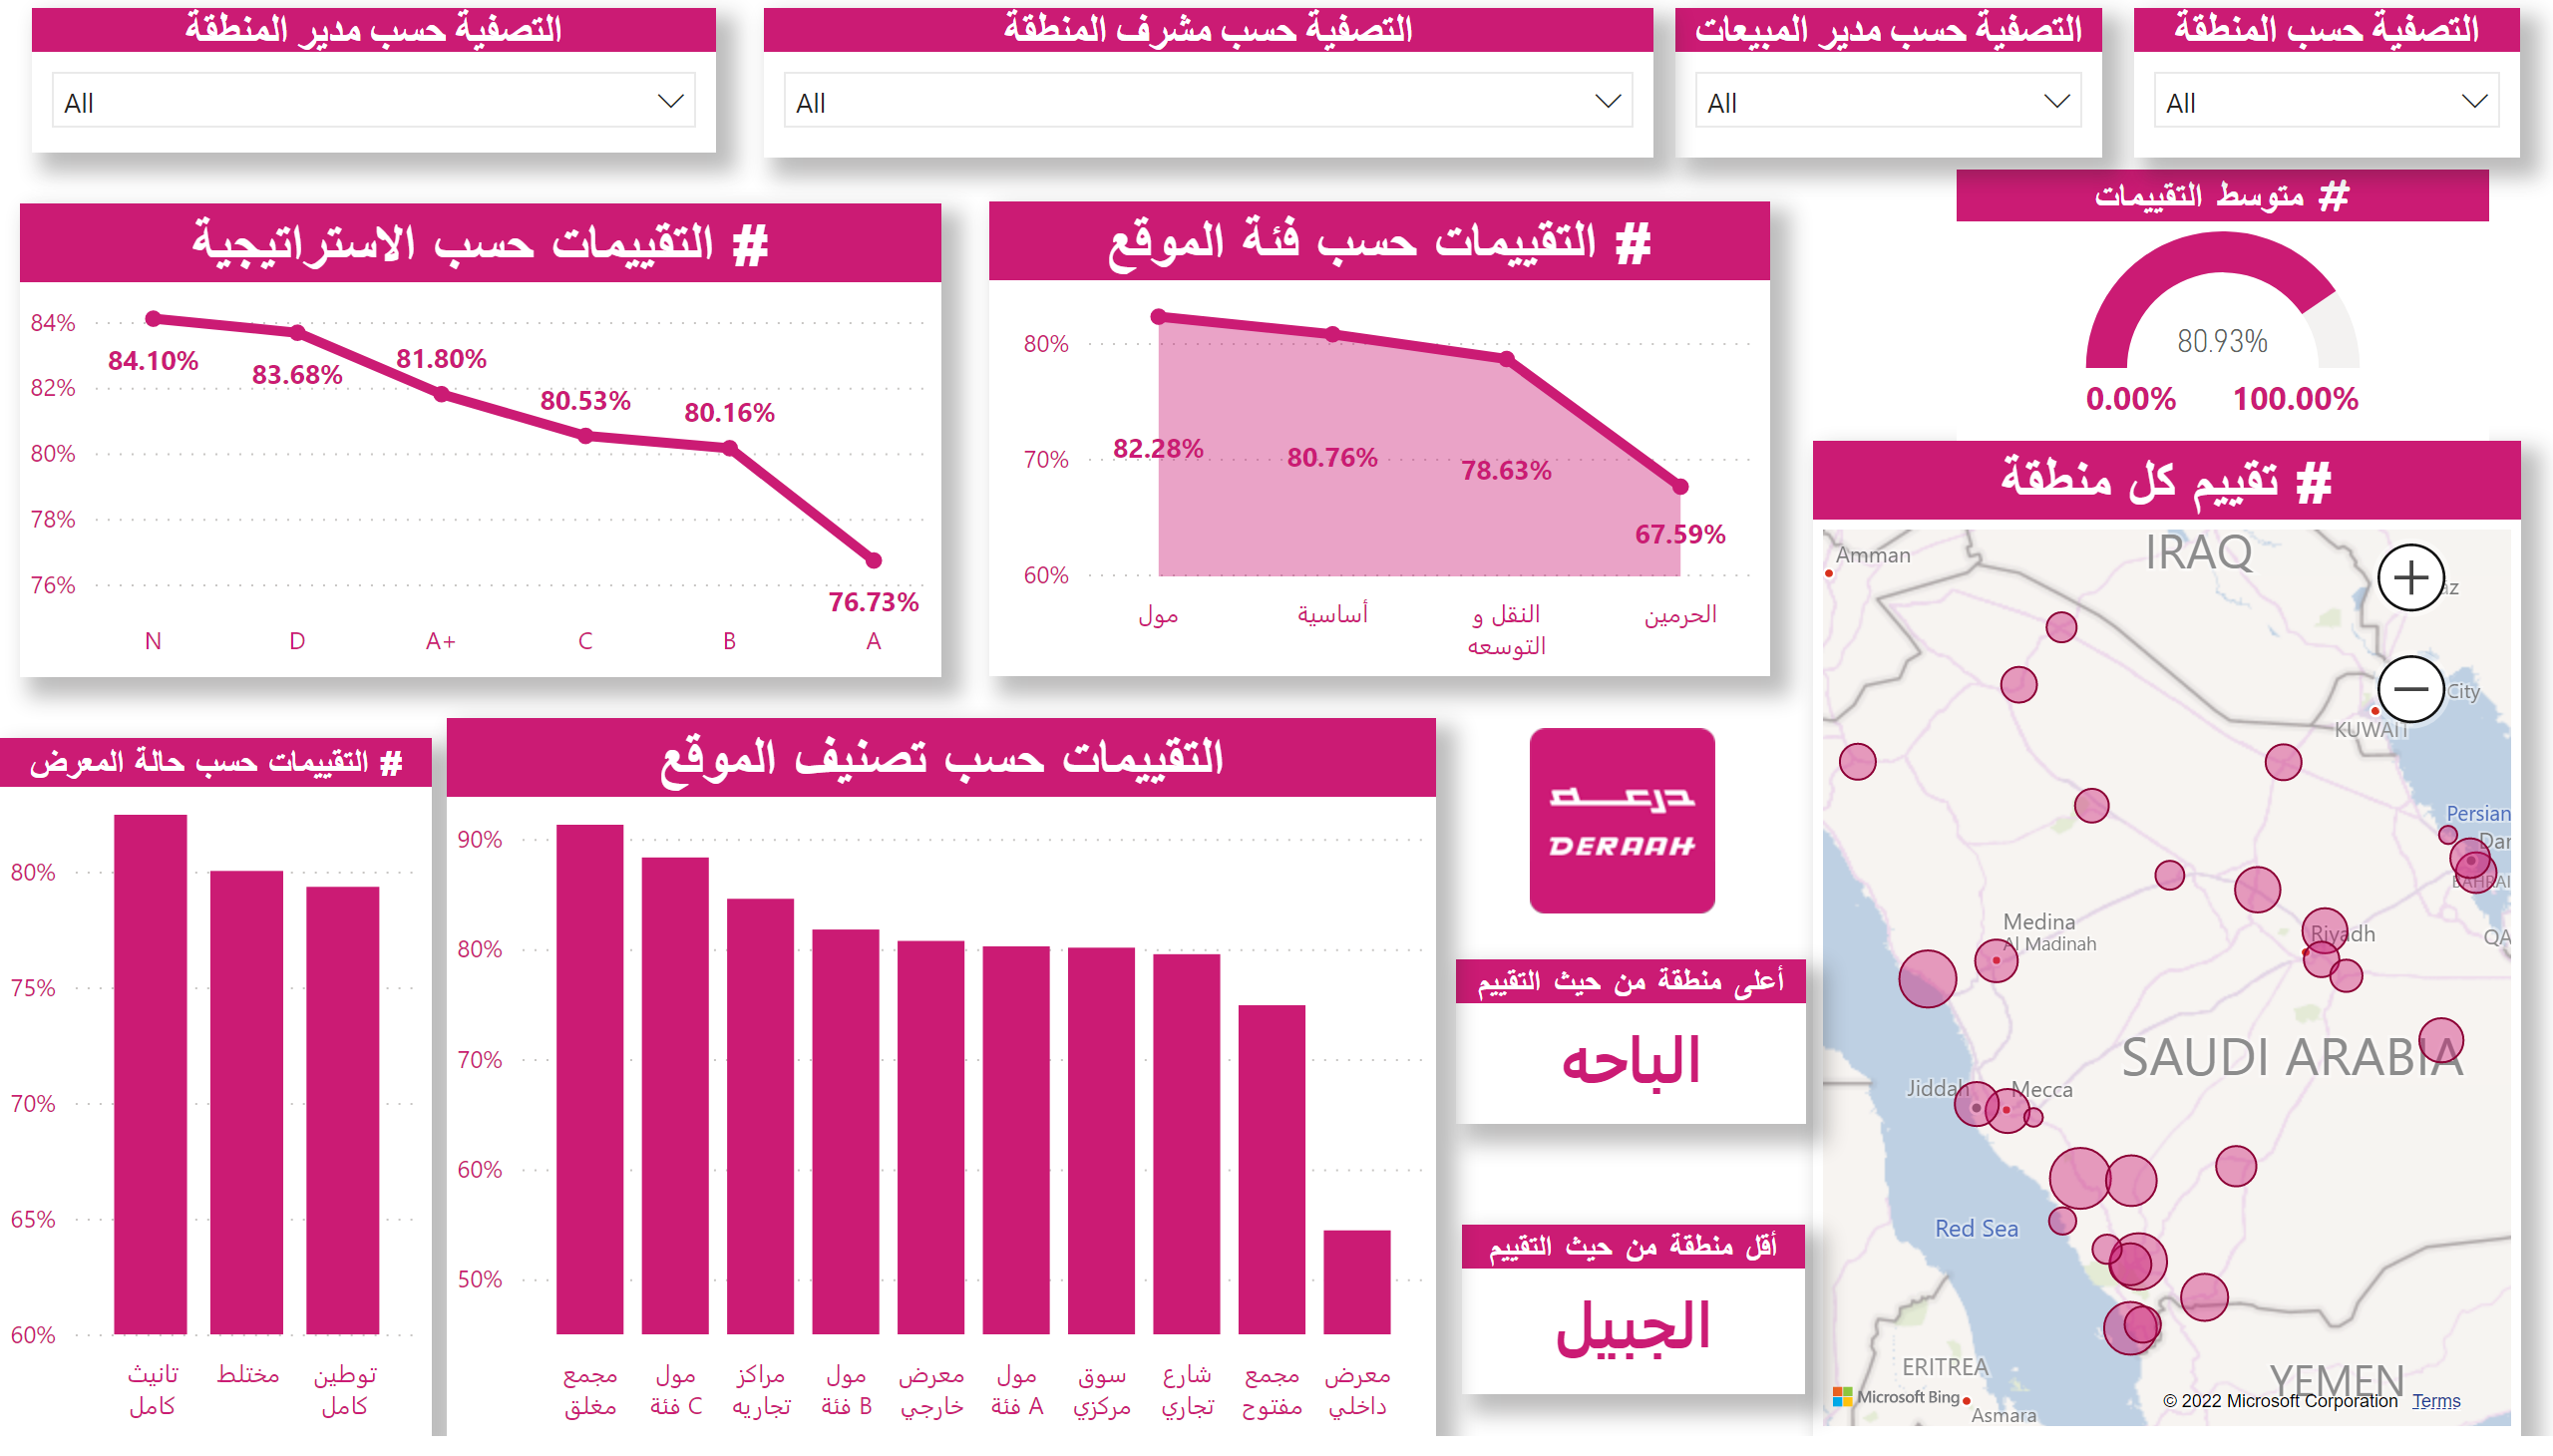 التصفية حسب المنطقة
All
التصفية حسب مدير المبيعات
All
التصفية حسب مشرف المنطقة
All
التصفية حسب مدير المنطقة
All
# متوسط التقييمات
80.93%
0.00%
100.00%
# التقييمات حسب فئة الموقع
80%
70%
60%
82.28%
80.76%
78.63%
67.59%
مول
أساسية
النقل و
التوسعه
الحرمين
# التقييمات حسب الاستراتيجية
84%
82%
80%
78%
76%
84.10%
83.68%
81.80%
80.53%
80.16%
76.73%
N
D
A+
C
B
A
# تقييم كل منطقة
Amman
IRAQ
az
City
KUWAIT
Persian
Dar
BAHRAI
Medina
Al Madinah
Riyadh
QA
SAUDI ARABIA
Jiddah
Mecca
Red Sea
ERITREA
YEMEN
Microsoft Bing
© 2022 Microsoft Corporation
Terms
Asmara
درعـــه
DERAAH
أعلى منطقة من حيث التقييم
الباحه
أقل منطقة من حيث التقييم
الجبيل
التقييمات حسب تصنيف الموقع
90%
80%
70%
60%
50%
مجمع
مغلق
مول
فئة C
مراكز
تجاريه
مول
فئة B
معرض
خارجي
مول
فئة A
سوق
مركزي
شارع
تجاري
مجمع
مفتوح
معرض
داخلي
# التقييمات حسب حالة المعرض
80%
75%
70%
65%
60%
تانيث
كامل
مختلط
توطين
كامل